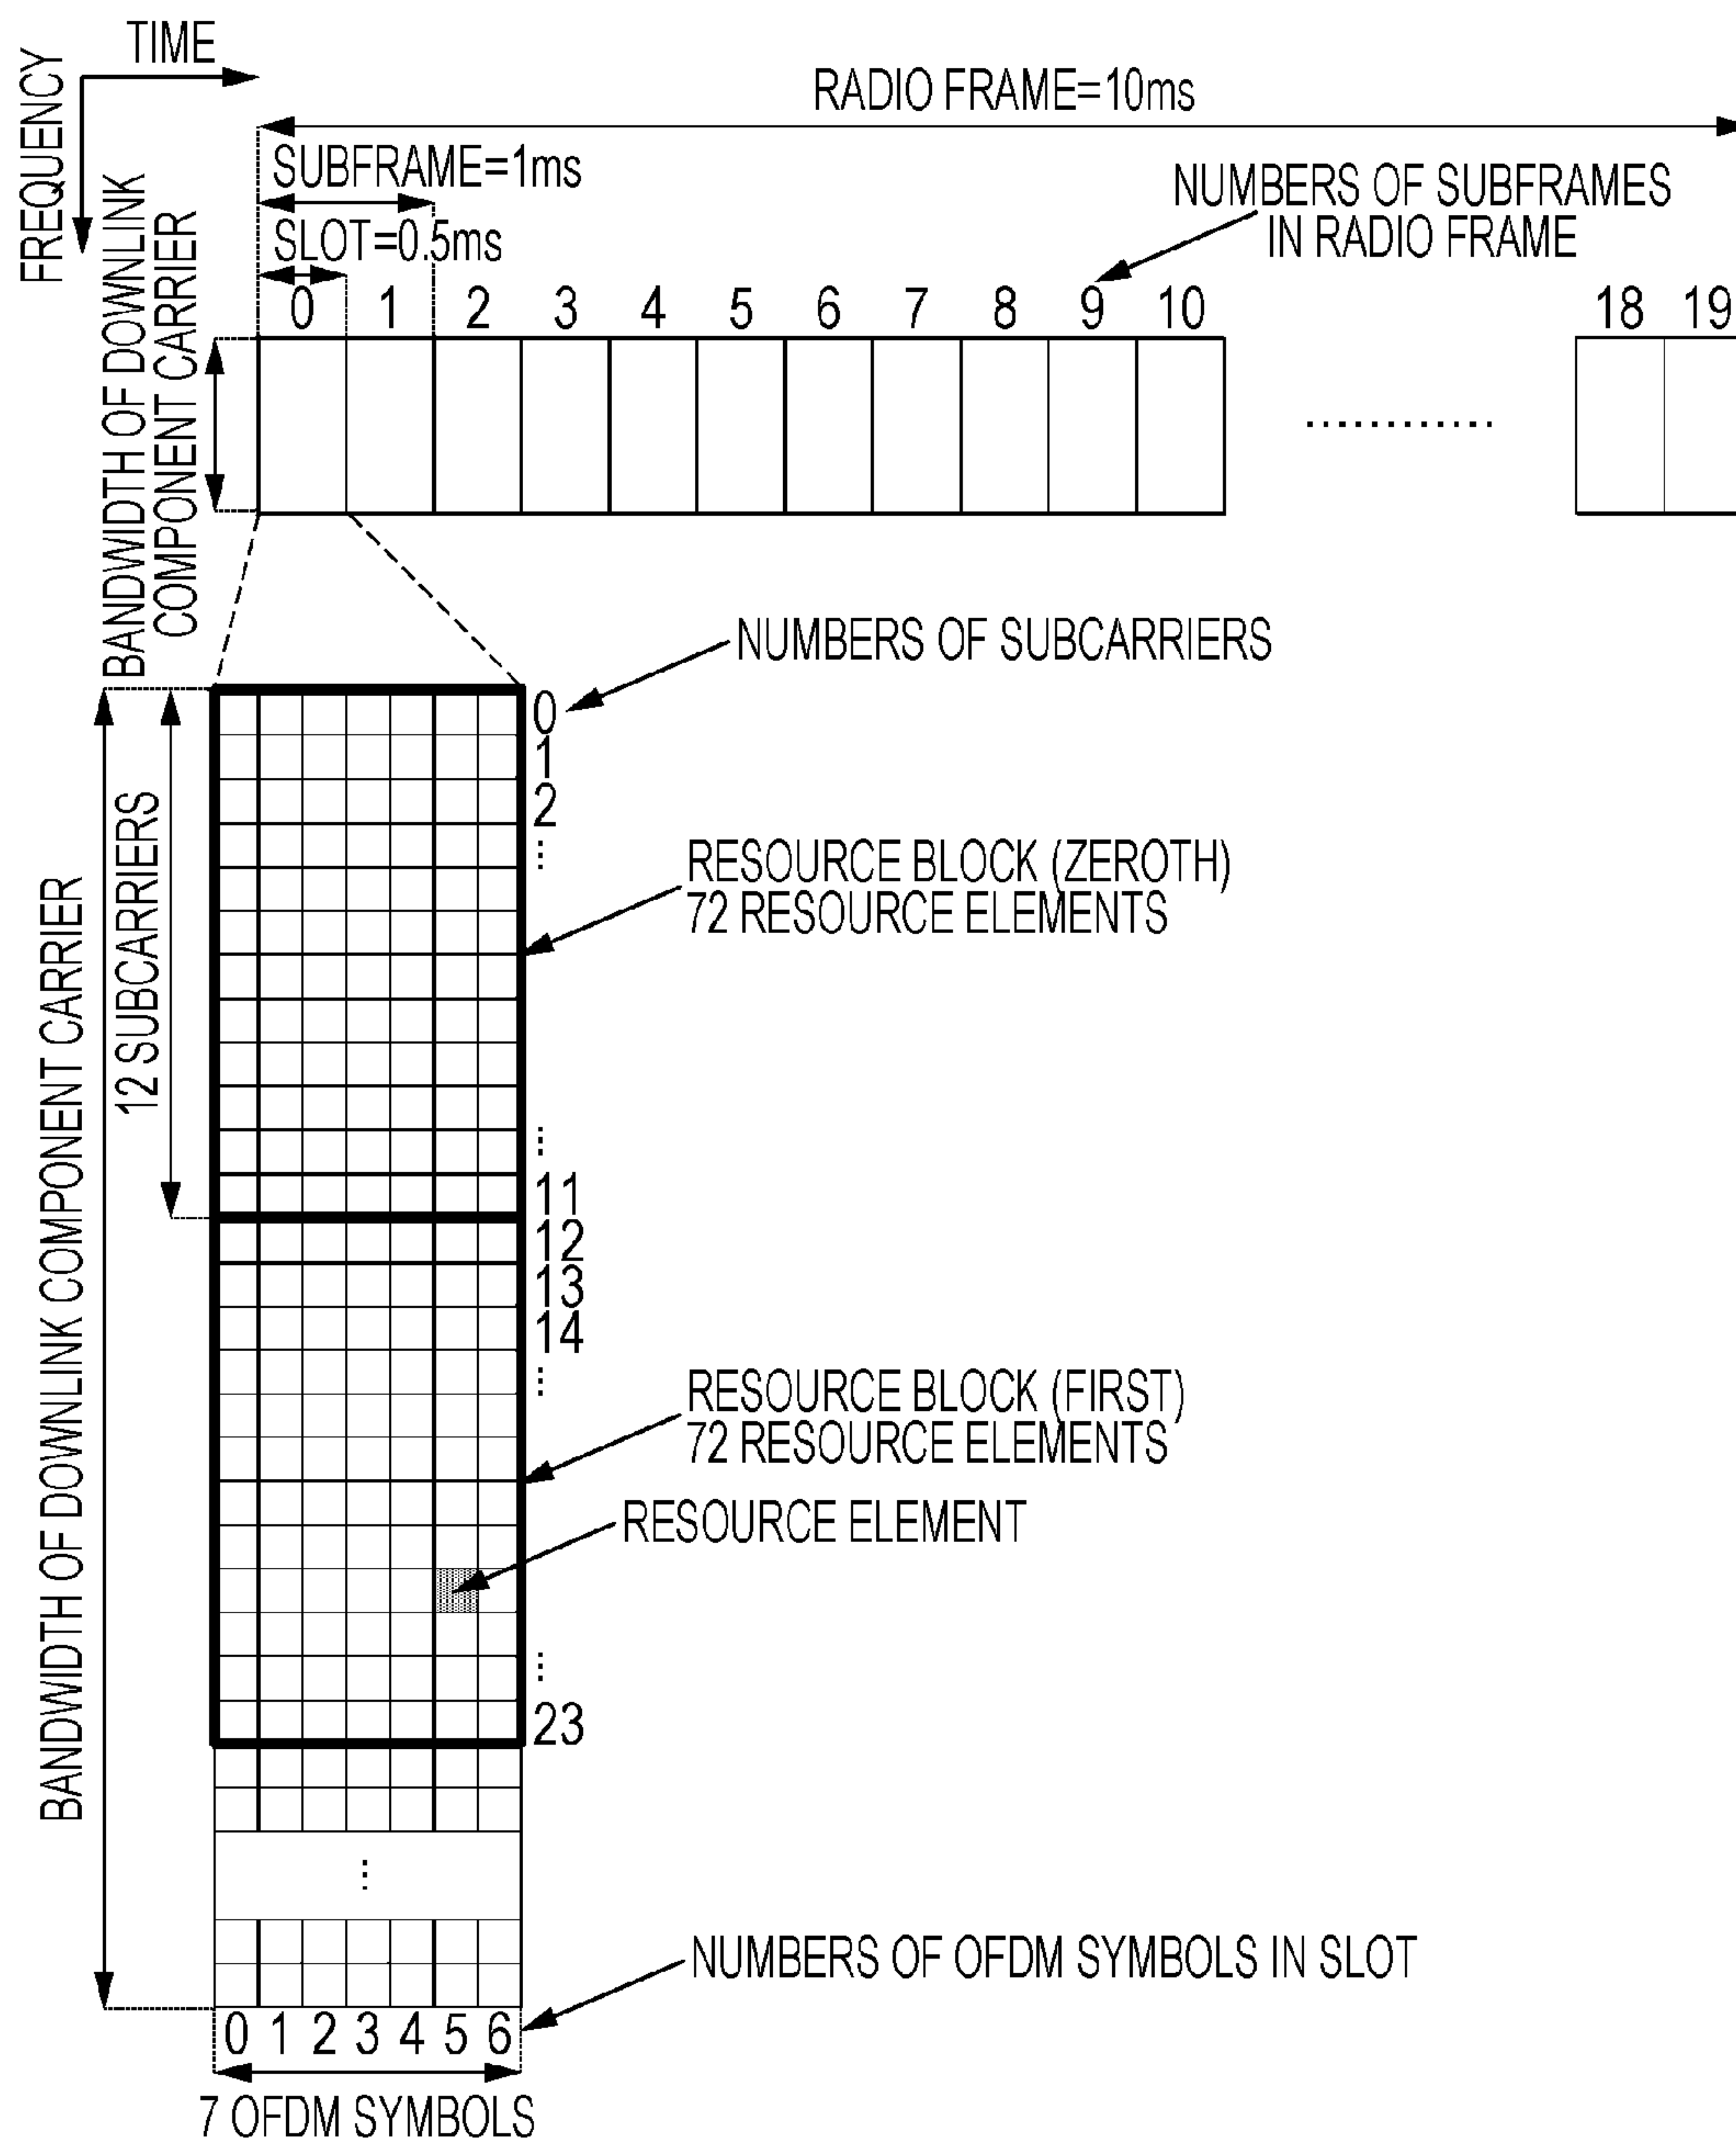 TIME
FREQUENCY
RADIO FRAME=10ms
SUBFRAME=1ms
SLOT=0.5ms
NUMBERS OF SUBFRAMES
IN RADIO FRAME
0 1 2 3 4 5 6 7 8 9 10 18 19
BANDWIDTH OF DOWNLINK
COMPONENT CARRIER
............
NUMBERS OF SUBCARRIERS
0
1
2
...
RESOURCE BLOCK (ZEROTH)
72 RESOURCE ELEMENTS
12 SUBCARRIERS
BANDWIDTH OF DOWNLINK COMPONENT CARRIER
...
11
12
13
14
...
RESOURCE BLOCK (FIRST)
72 RESOURCE ELEMENTS
RESOURCE ELEMENT
...
23
...
NUMBERS OF OFDM SYMBOLS IN SLOT
0 1 2 3 4 5 6
7 OFDM SYMBOLS